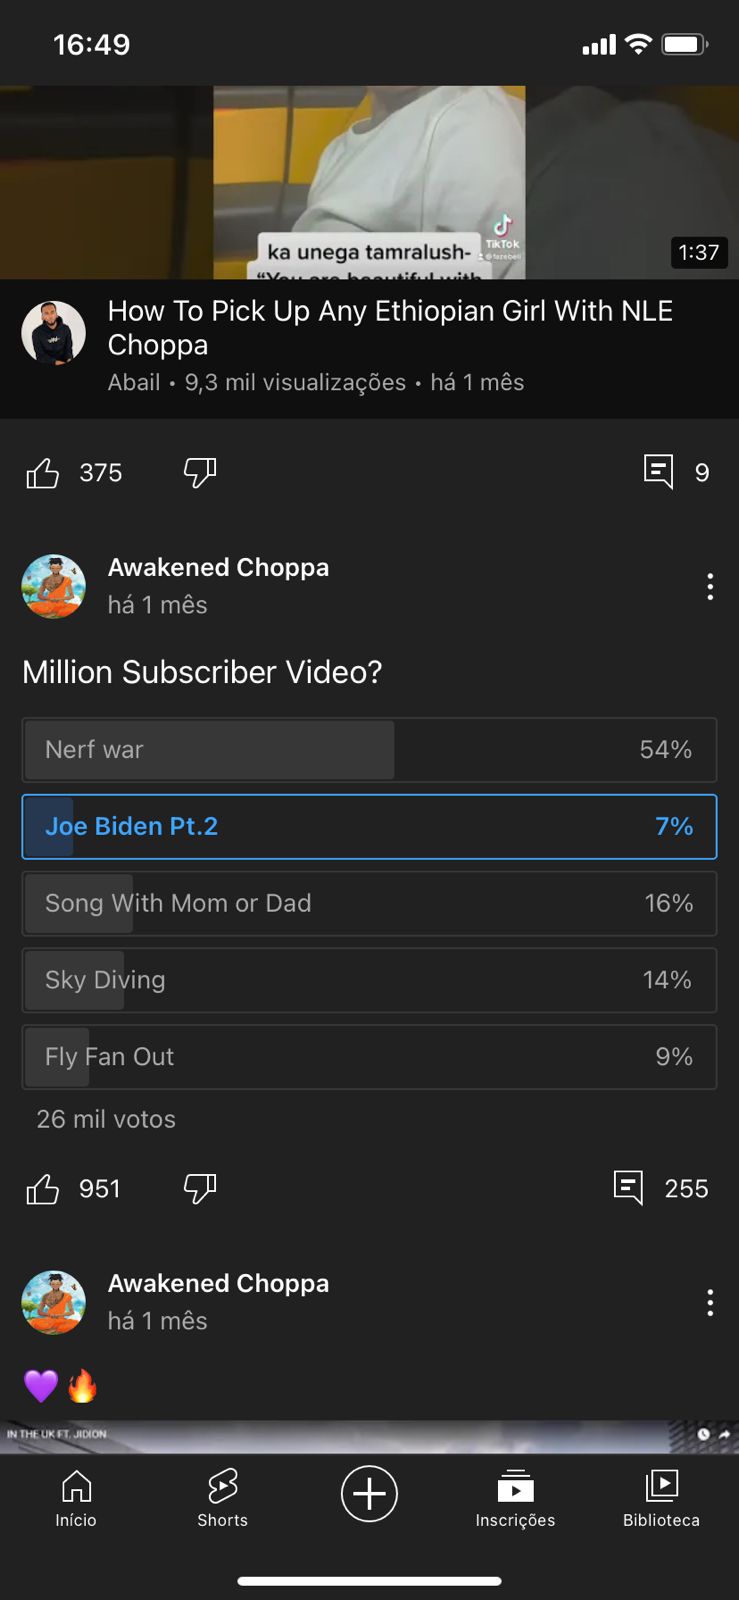 16:49
ka unega tamralush-
"You are beautiful with
TikTok
1:37
How To Pick Up Any Ethiopian Girl With NLE
Choppa
Abail • 9,3 mil visualizações • há 1 mês
375
9
Awakened Choppa
há 1 mês
Million Subscriber Video?
Nerf war 54%
Joe Biden Pt.2 7%
Song With Mom or Dad 16%
Sky Diving 14%
Fly Fan Out 9%
26 mil votos
951
255
Awakened Choppa
há 1 mês
💜🔥
IN THE UK FT. JIDION
Início
Shorts
Inscrições
Biblioteca